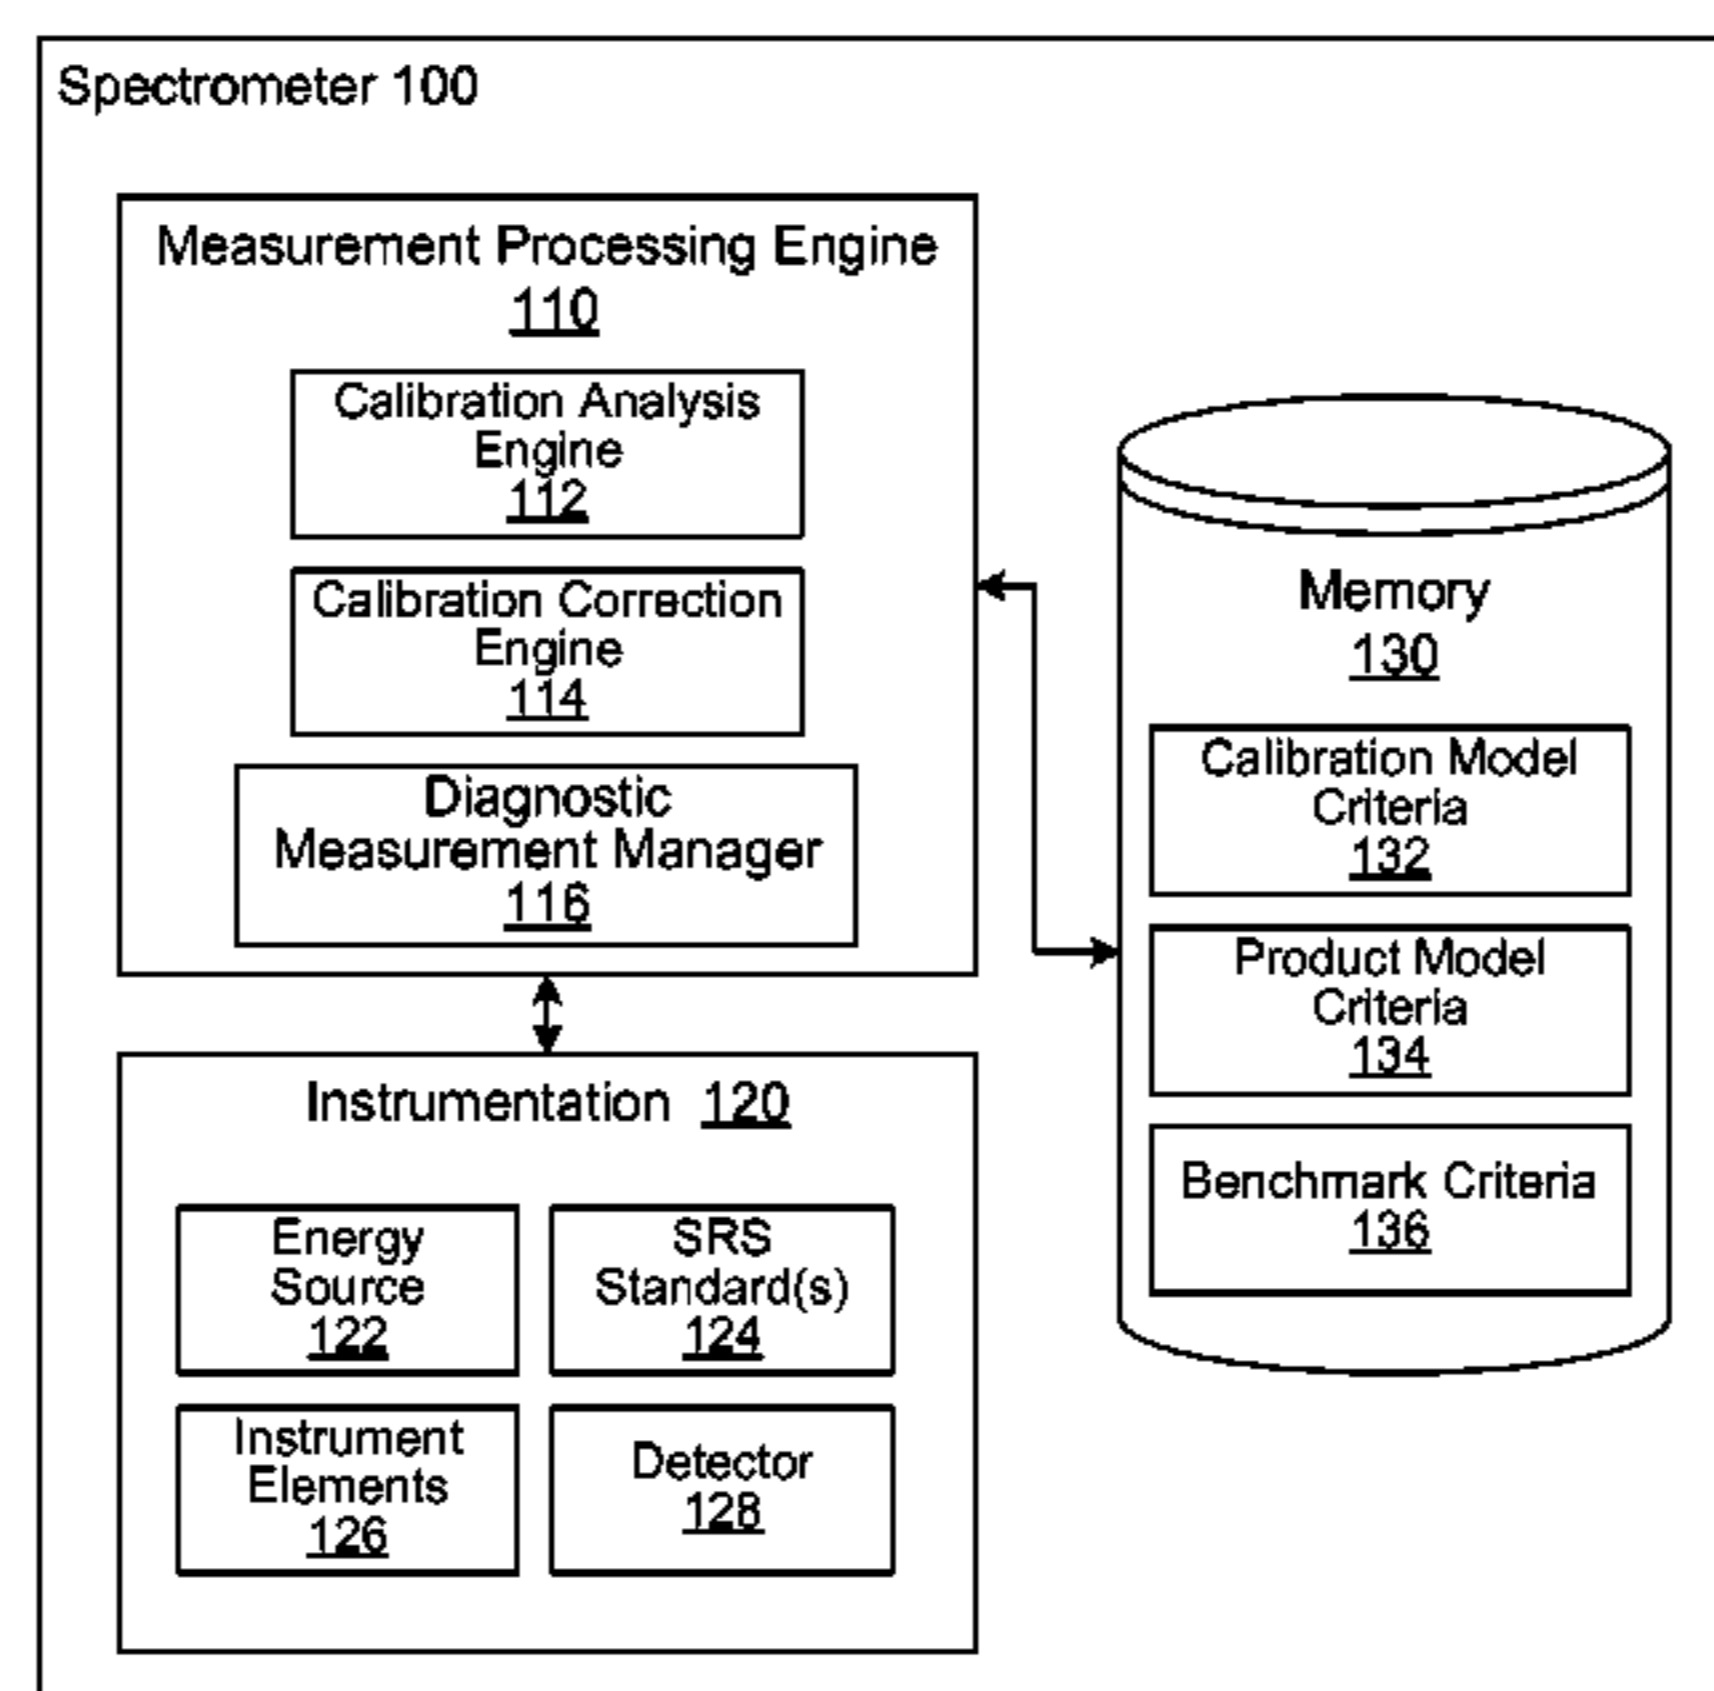 Spectrometer 100
Measurement Processing Engine
110
Calibration Analysis
Engine
112
Calibration Correction
Engine
114
Diagnostic
Measurement Manager
116
Instrumentation 120
Energy
Source
122
SRS
Standard(s)
124
Instrument
Elements
126
Detector
128
Memory
130
Calibration Model
Criteria
132
Product Model
Criteria
134
Benchmark Criteria
136